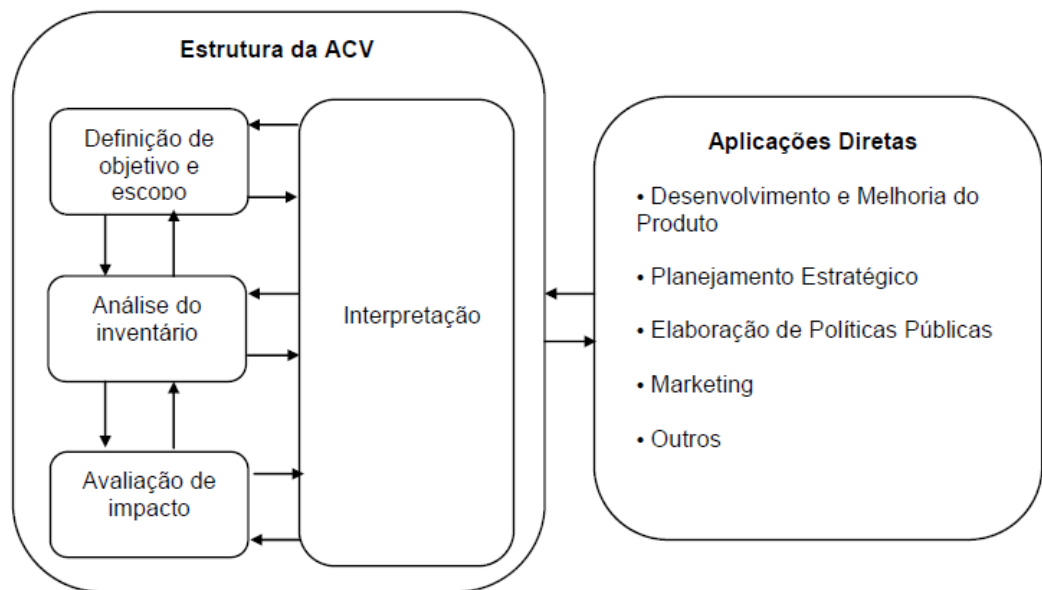 Estrutura da ACV
Definição de
objetivo e
escopo
Análise do
inventário
Avaliação de
impacto
Interpretação
Aplicações Diretas
• Desenvolvimento e Melhoria do
Produto
• Planejamento Estratégico
• Elaboração de Políticas Públicas
• Marketing
• Outros